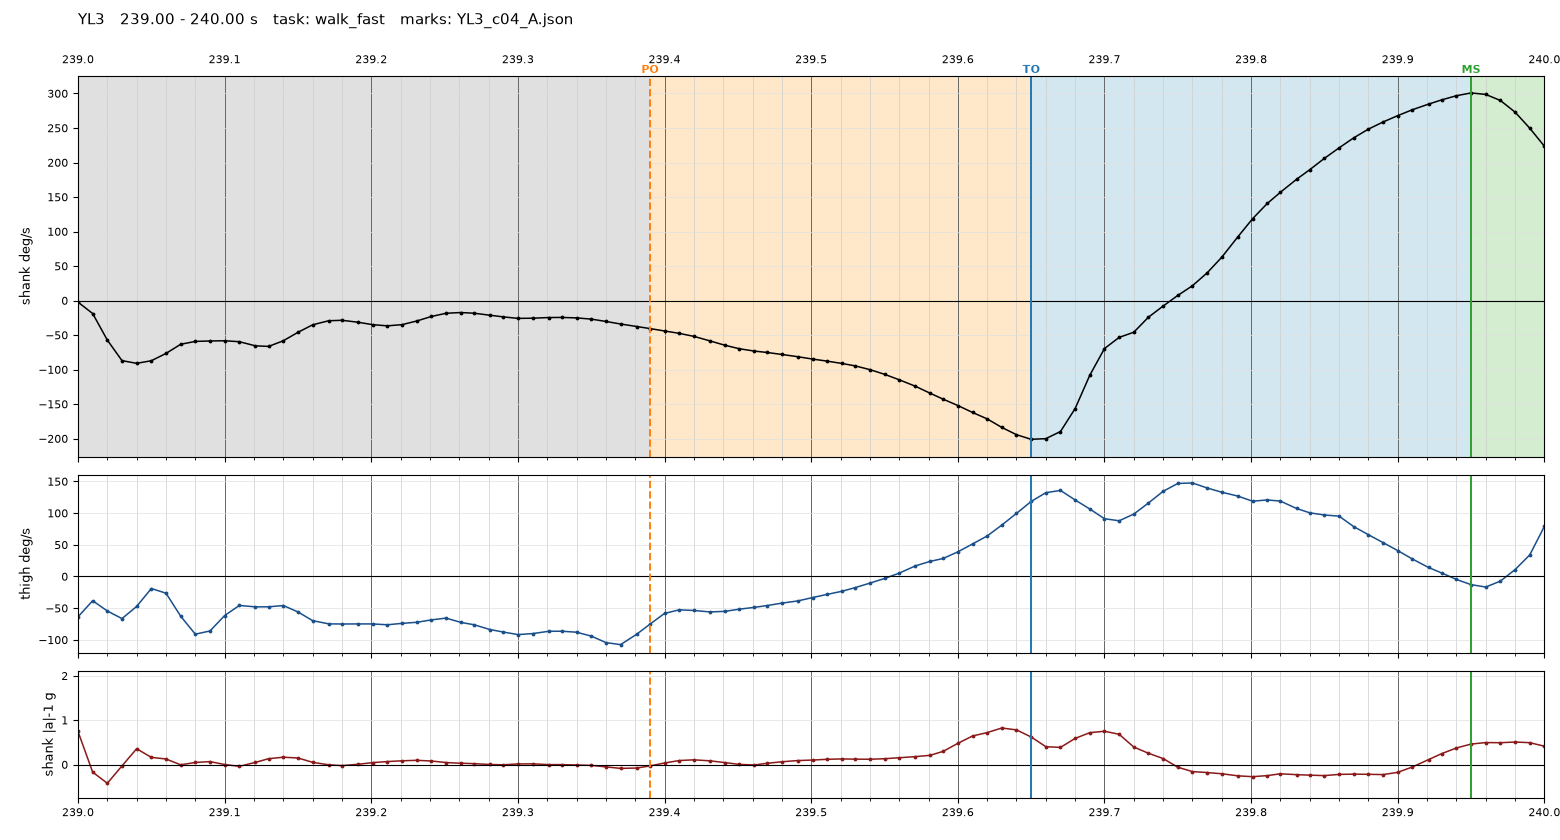 YL3   239.00 - 240.00 s   task: walk_fast   marks: YL3_c04_A.json
239.0 239.1 239.2 239.3 239.4 239.5 239.6 239.7 239.8 239.9 240.0
PO TO MS
shank deg/s
300
250
200
150
100
50
0
−50
−100
−150
−200
thigh deg/s
150
100
50
0
−50
−100
shank |a|-1 g
2
1
0
239.0 239.1 239.2 239.3 239.4 239.5 239.6 239.7 239.8 239.9 240.0